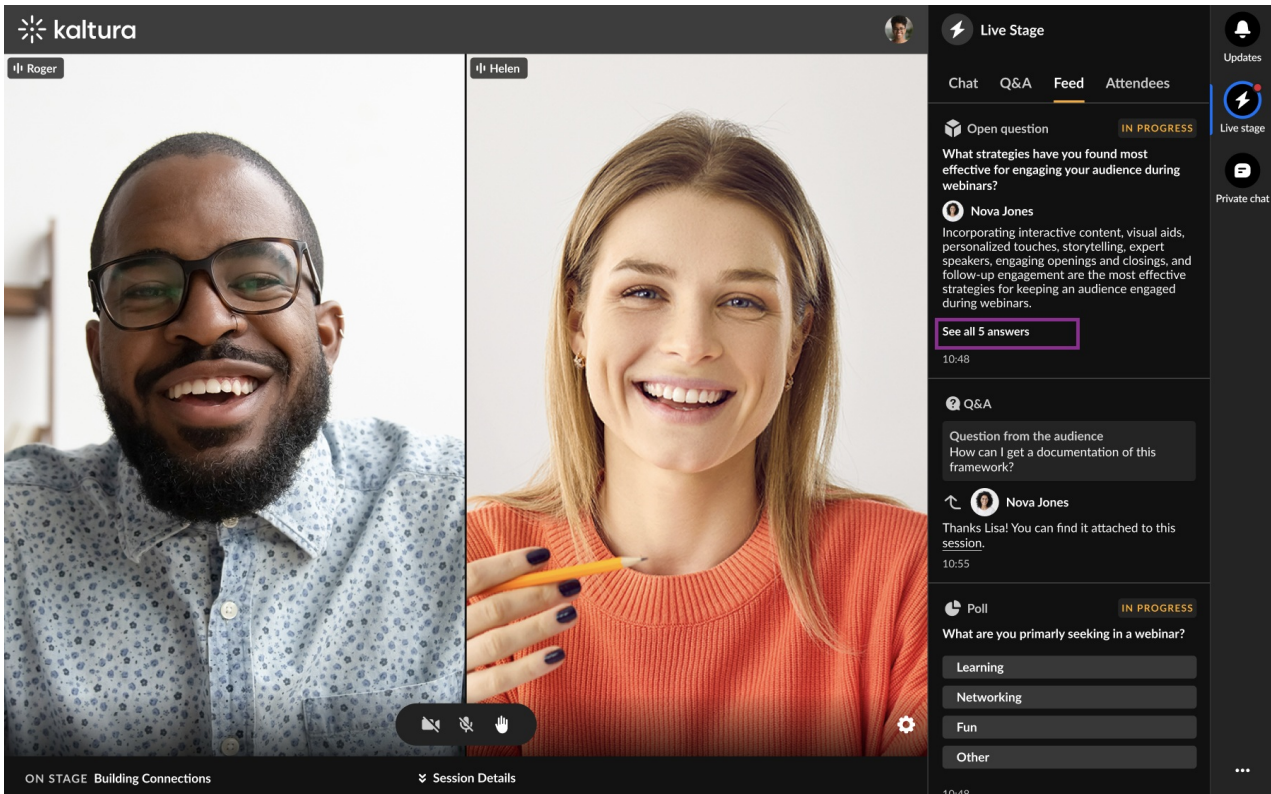 kaltura
Roger
Helen
Live Stage
Chat Q&A Feed Attendees
Open question IN PROGRESS
What strategies have you found most
effective for engaging your audience during
webinars?
Nova Jones
Incorporating interactive content, visual aids,
personalized touches, storytelling, expert
speakers, engaging openings and closings, and
follow-up engagement are the most effective
strategies for keeping an audience engaged
during webinars.
See all 5 answers
10:48
Q&A
Question from the audience
How can I get a documentation of this
framework?
Nova Jones
Thanks Lisa! You can find it attached to this
session.
10:55
Poll IN PROGRESS
What are you primarly seeking in a webinar?
Learning
Networking
Fun
Other
10:48
Updates
Live stage
Private chat
ON STAGE Building Connections
Session Details